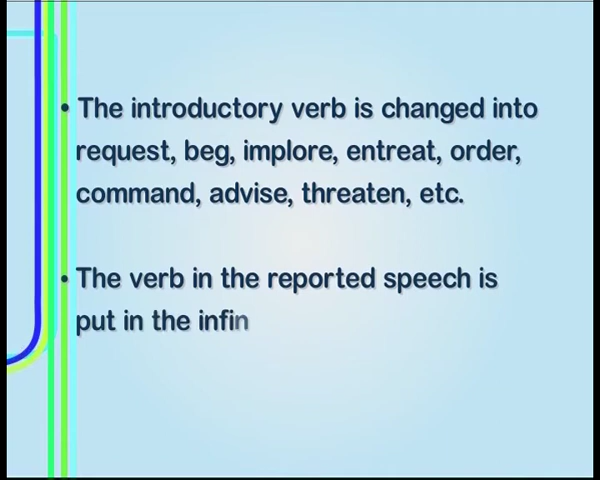 • The introductory verb is changed into
request, beg, implore, entreat, order,
command, advise, threaten, etc.
• The verb in the reported speech is
put in the infin